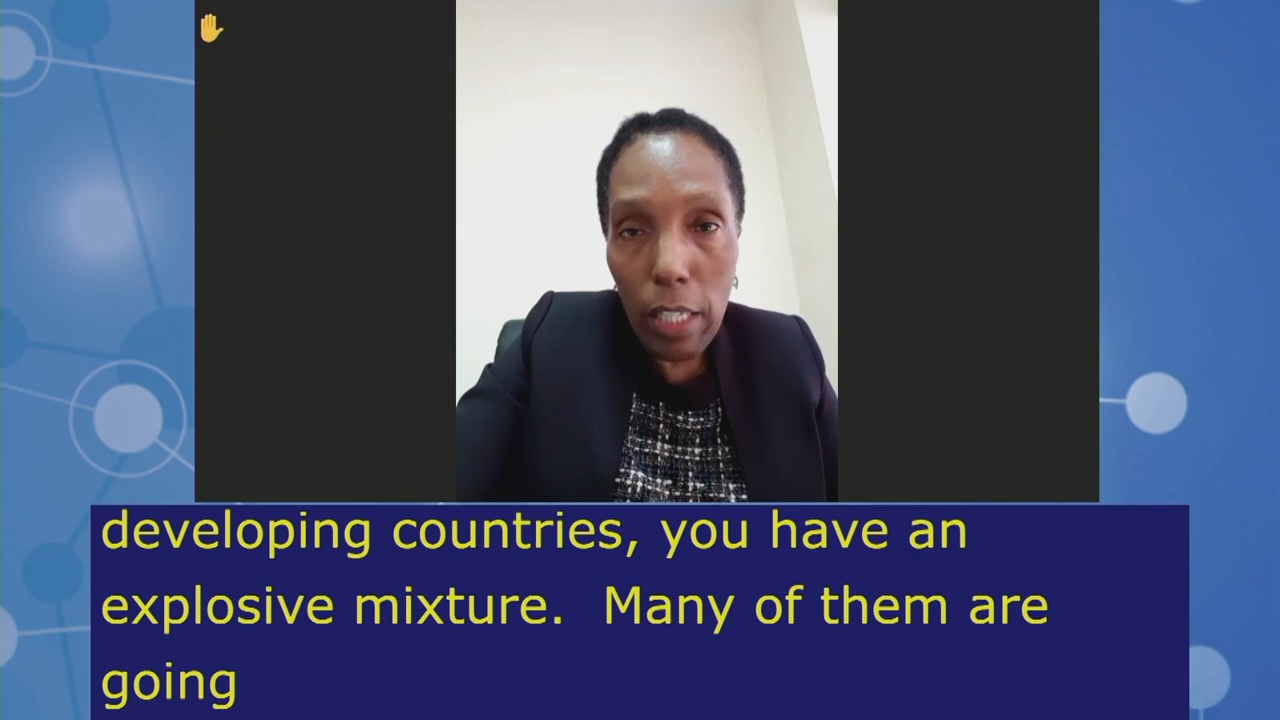 developing countries, you have an
explosive mixture.  Many of them are
going